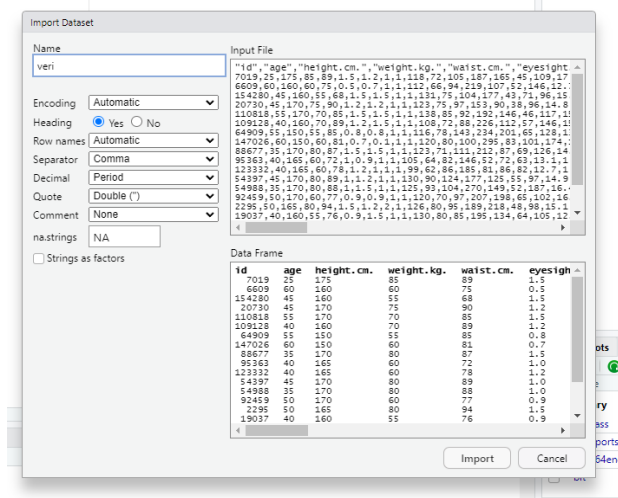 Import Dataset
Name
veri
Encoding Automatic
Heading Yes No
Row names Automatic
Separator Comma
Decimal Period
Quote Double (")
Comment None
na.strings NA
Strings as factors
Input File
"id","age","height.cm.","weight.kg.","waist.cm.","eyesight
7019,25,175,85,89,1.5,1.2,1,1,118,72,105,187,165,45,109,17
6609,60,160,60,75,0.5,0.7,1,1,112,66,94,219,107,52,146,12.
154280,45,160,55,68,1.5,1.5,1,1,131,75,104,177,43,71,96,15
20730,45,170,75,90,1.2,1.2,1,1,123,75,97,153,90,38,96,14.8
110818,55,170,70,85,1.5,1.5,1,1,138,85,92,192,146,46,117,1
109128,40,160,70,89,1.2,1.5,1,1,108,72,88,226,112,57,146,1
64909,55,150,55,85,0.8,0.8,1,1,116,78,143,234,201,65,128,1
147026,60,150,60,81,0.7,0.1,1,1,120,80,100,295,83,101,174,
88677,35,170,80,87,1.5,1.5,1,1,123,71,111,212,87,69,126,14
95363,40,165,60,72,1,0.9,1,1,105,64,82,146,52,72,63,13.1,1
123332,40,165,60,78,1.2,1,1,1,99,62,86,185,81,86,82,12.7,1
54397,45,170,80,89,1,1.2,1,1,130,90,124,177,125,55,97,14.9
54988,35,170,80,88,1,1.5,1,1,125,93,104,270,149,52,187,16.
92459,50,170,60,77,0.9,0.9,1,1,120,70,97,207,198,65,102,16
2295,50,165,80,94,1.5,1.2,2,1,126,80,95,189,218,48,98,15.1
19037,40,160,55,76,0.9,1.5,1,1,130,80,85,195,134,64,105,12
Data Frame
id age height.cm. weight.kg. waist.cm. eyesigh
7019 25 175 85 89 1.5
6609 60 160 60 75 0.5
154280 45 160 55 68 1.5
20730 45 170 75 90 1.2
110818 55 170 70 85 1.5
109128 40 160 70 89 1.2
64909 55 150 55 85 0.8
147026 60 150 60 81 0.7
88677 35 170 80 87 1.5
95363 40 165 60 72 1.0
123332 40 165 60 78 1.2
54397 45 170 80 89 1.0
54988 35 170 80 88 1.0
92459 50 170 60 77 0.9
2295 50 165 80 94 1.5
19037 40 160 55 76 0.9
Import Cancel
ots
ry
ass
ports
64en